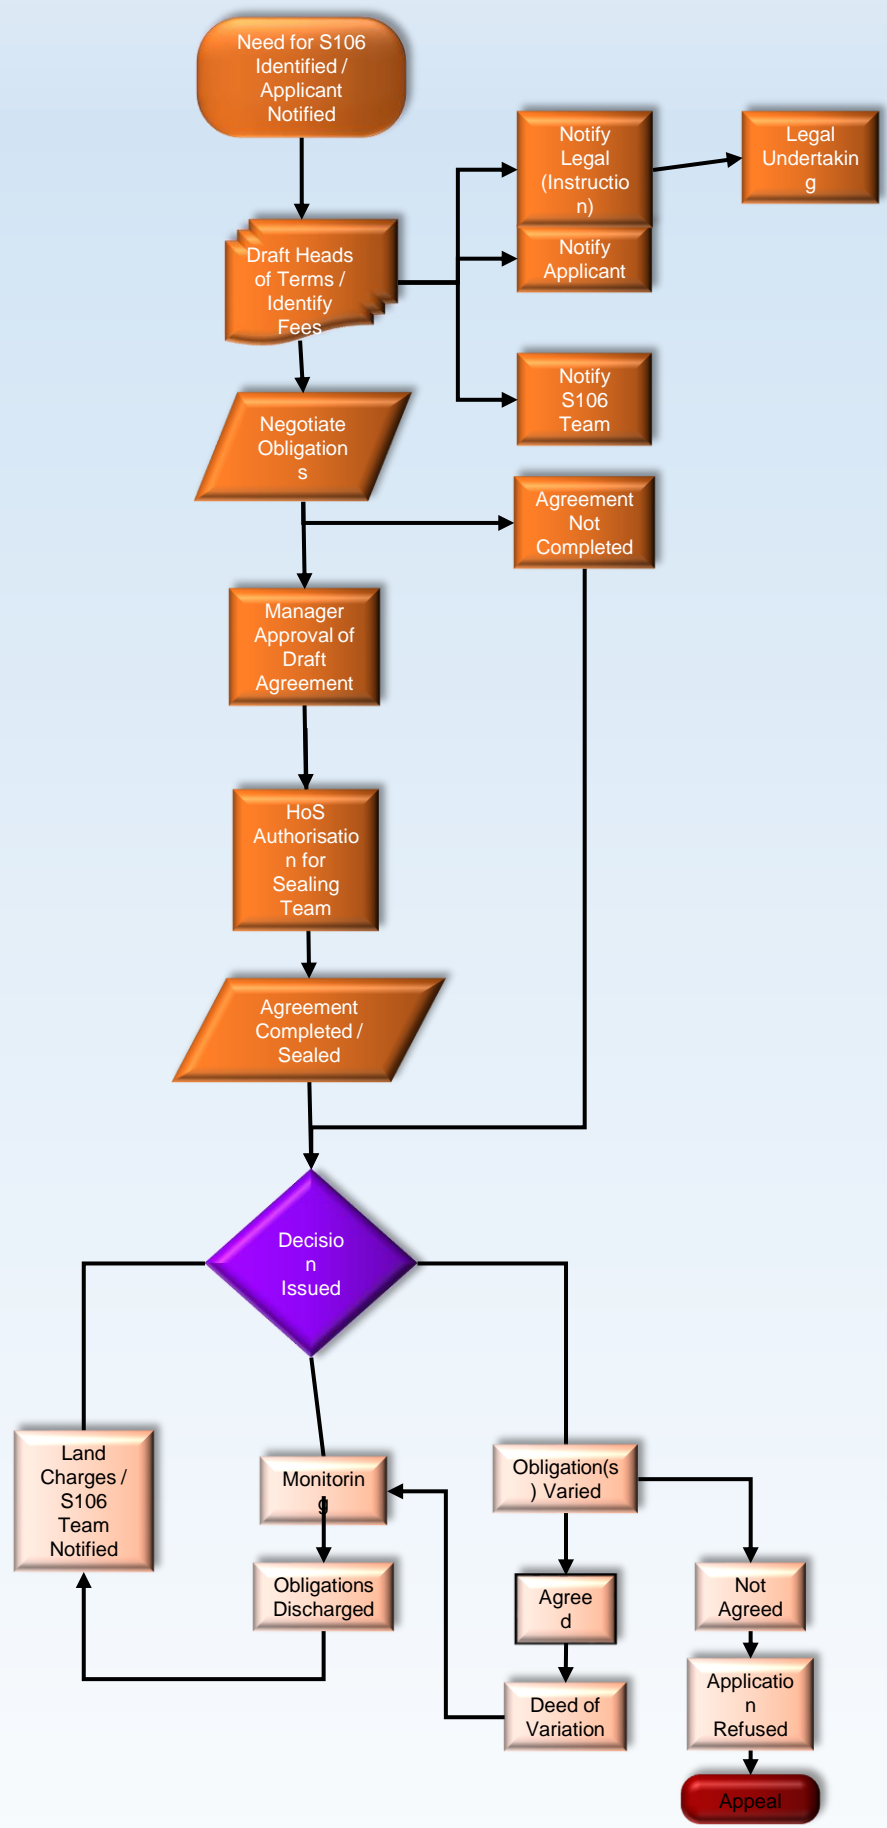 Need for S106
Identified /
Applicant
Notified
Notify
Legal
(Instructio
n)
Legal
Undertakin
g
Draft Heads
of Terms /
Identify
Fees
Notify
Applicant
Notify
S106
Team
Negotiate
Obligation
s
Agreement
Not
Completed
Manager
Approval of
Draft
Agreement
HoS
Authorisatio
n for
Sealing
Team
Agreement
Completed /
Sealed
Decisio
n
Issued
Land
Charges /
S106
Team
Notified
Monitorin
g
Obligation(s
) Varied
Obligations
Discharged
Agree
d
Not
Agreed
Deed of
Variation
Applicatio
n
Refused
Appeal